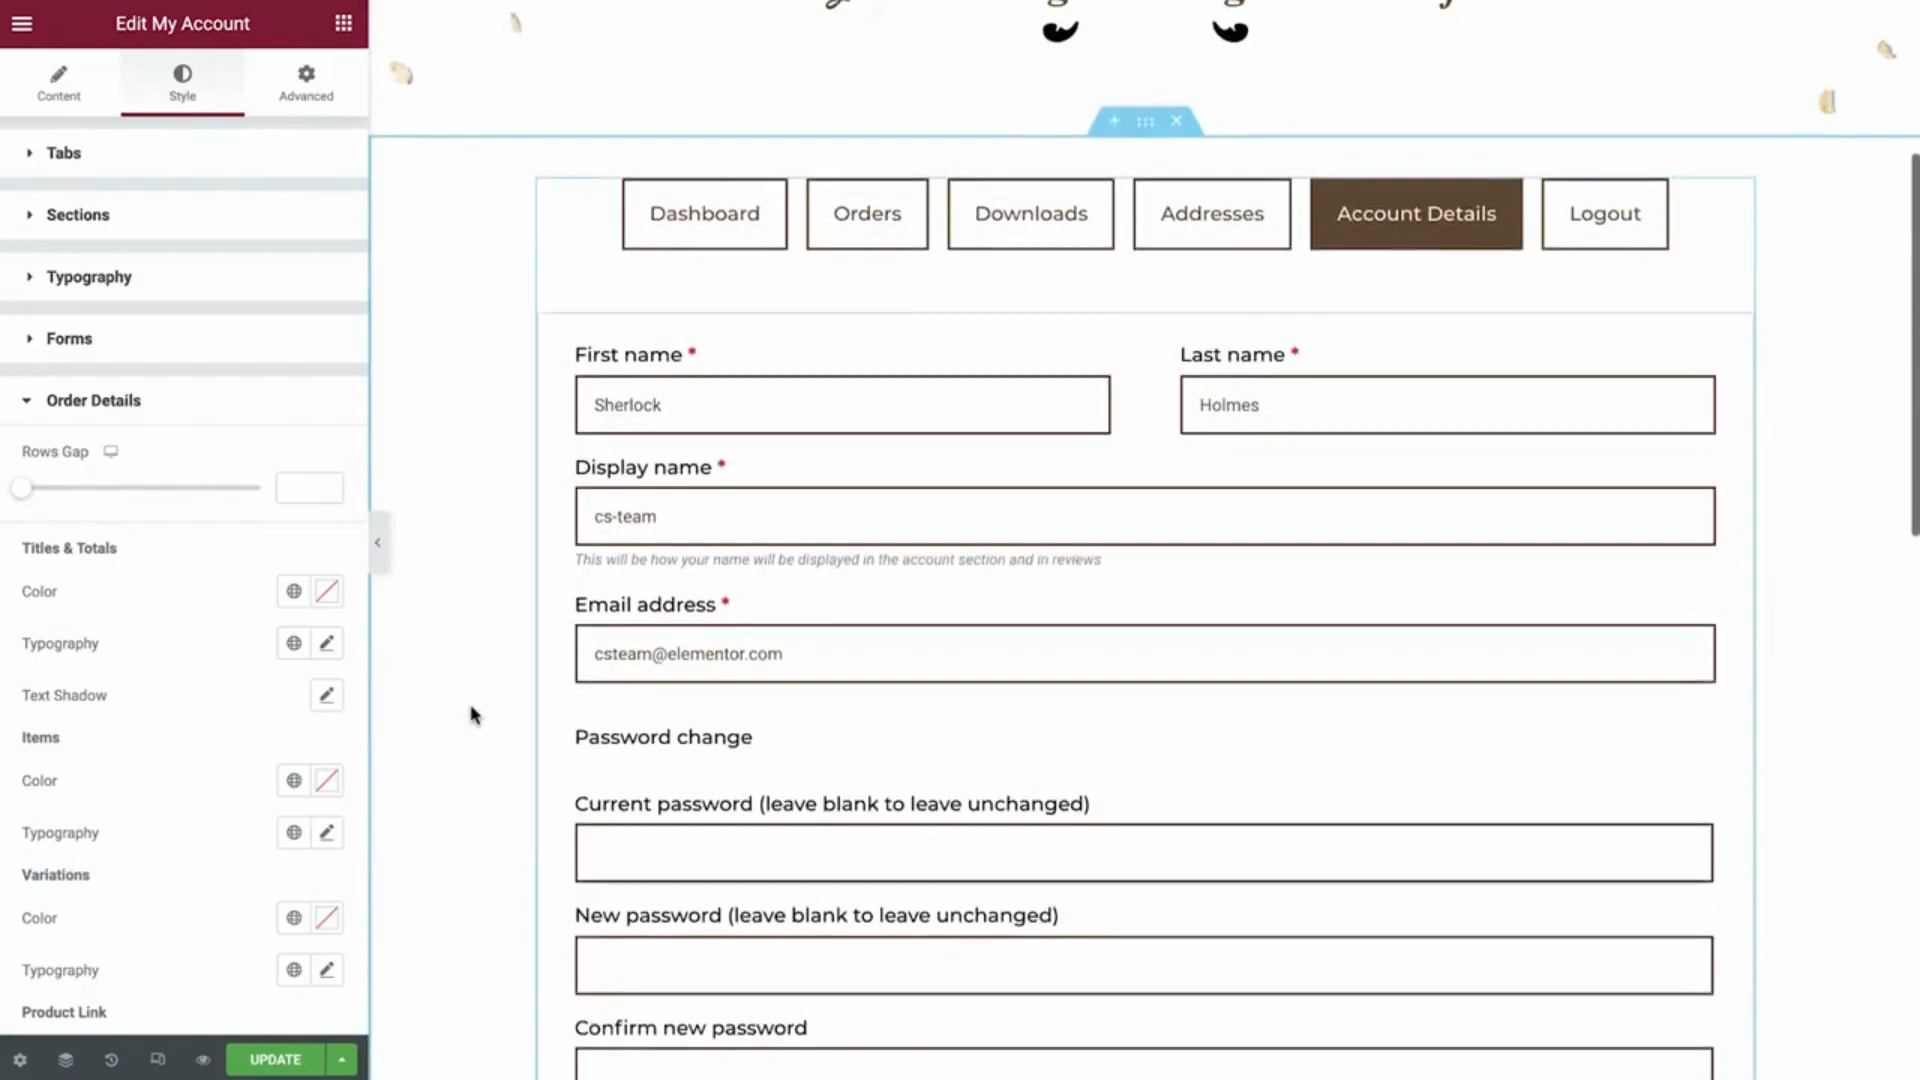 Edit My Account
Content
Style
Advanced
Tabs
Sections
Typography
Forms
Order Details
Rows Gap
Titles & Totals
Color
Typography
Text Shadow
Items
Color
Typography
Variations
Color
Typography
Product Link
UPDATE
Dashboard
Orders
Downloads
Addresses
Account Details
Logout
First name *
Last name *
Sherlock
Holmes
Display name *
cs-team
This will be how your name will be displayed in the account section and in reviews
Email address *
csteam@elementor.com
Password change
Current password (leave blank to leave unchanged)
New password (leave blank to leave unchanged)
Confirm new password